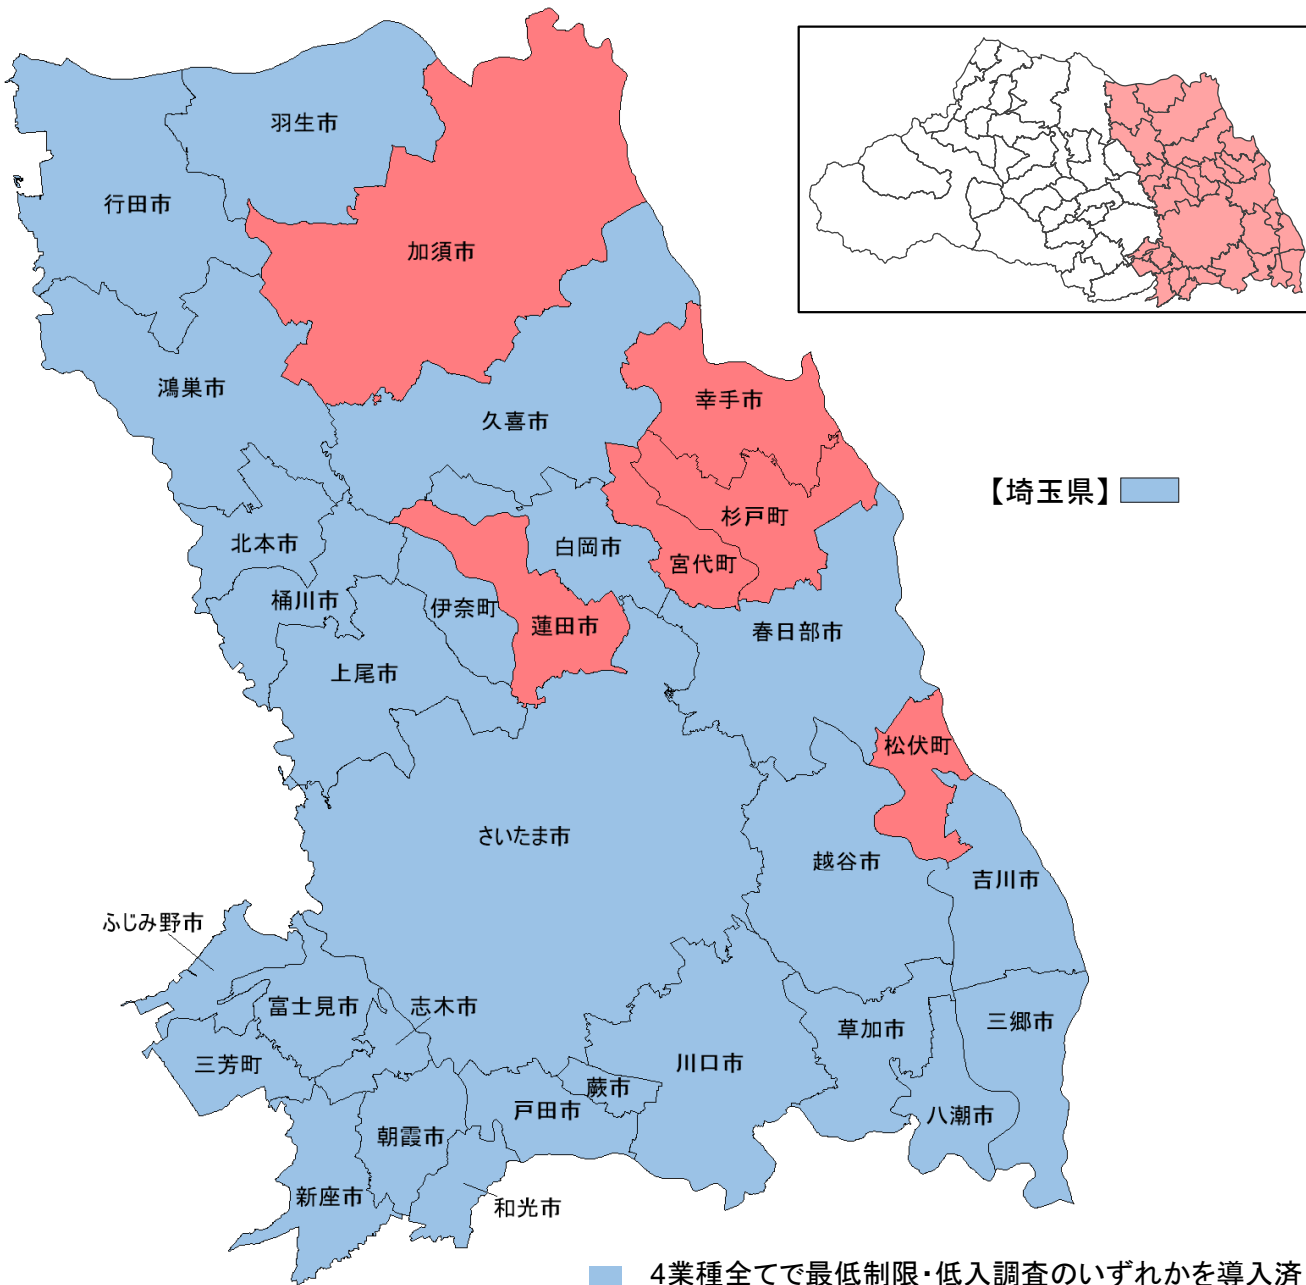 羽生市
行田市
加須市
鴻巣市
幸手市
久喜市
【埼玉県】
杉戸町
北本市
白岡市
宮代町
桶川市
伊奈町
蓮田市
春日部市
上尾市
松伏町
さいたま市
越谷市
吉川市
ふじみ野市
富士見市
志木市
三郷市
草加市
三芳町
川口市
蕨市
戸田市
八潮市
朝霞市
新座市
和光市
4業種全てで最低制限・低入調査のいずれかを導入済